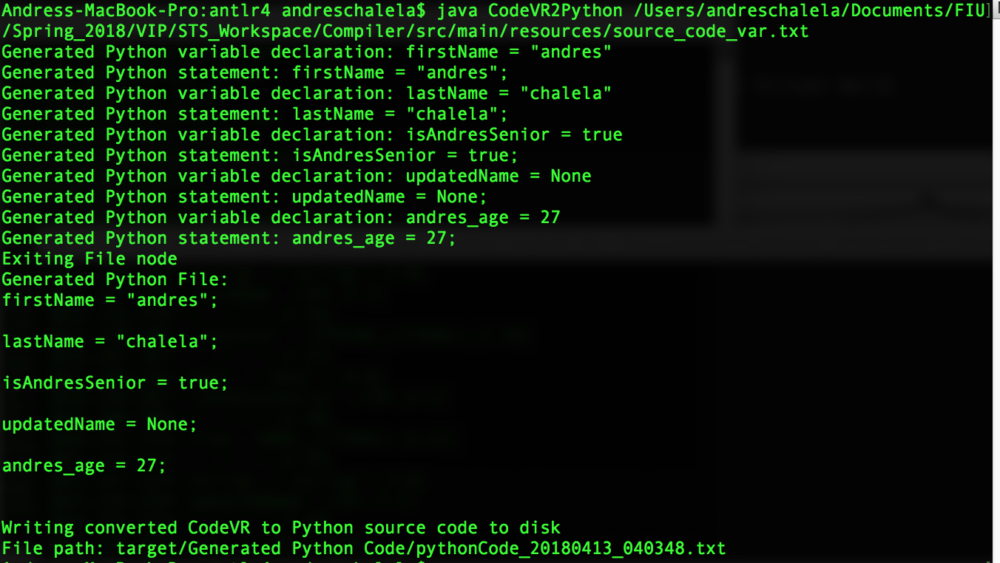 Andress-MacBook-Pro:antlr4 andreschalela$ java CodeVR2Python /Users/andreschalela/Documents/FIU
/Spring_2018/VIP/STS_Workspace/Compiler/src/main/resources/source_code_var.txt
Generated Python variable declaration: firstName = "andres"
Generated Python statement: firstName = "andres";
Generated Python variable declaration: lastName = "chalela"
Generated Python statement: lastName = "chalela";
Generated Python variable declaration: isAndresSenior = true
Generated Python statement: isAndresSenior = true;
Generated Python variable declaration: updatedName = None
Generated Python statement: updatedName = None;
Generated Python variable declaration: andres_age = 27
Generated Python statement: andres_age = 27;
Exiting File node
Generated Python File:
firstName = "andres";
lastName = "chalela";
isAndresSenior = true;
updatedName = None;
andres_age = 27;
Writing converted CodeVR to Python source code to disk
File path: target/Generated Python Code/pythonCode_20180413_040348.txt